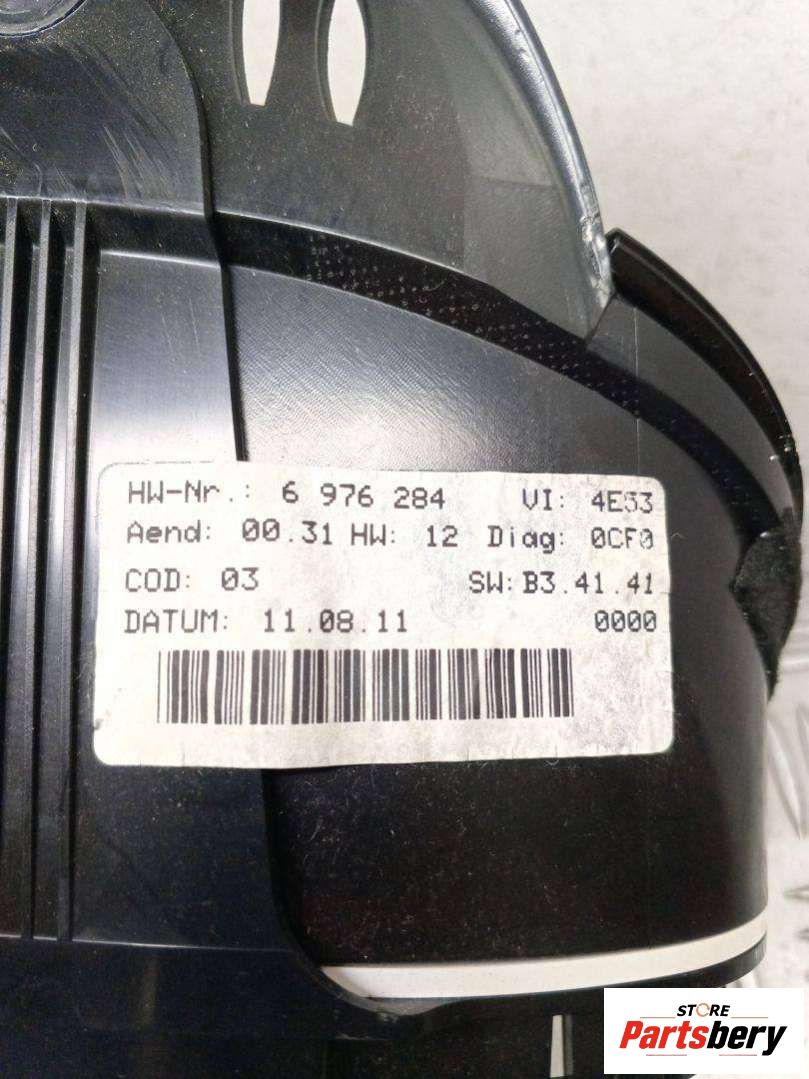 HW-Nr.: 6 976 284 VI: 4E53
Aend: 00.31 HW: 12 Diag: 0CF0
COD: 03 SW: B3.41.41
DATUM: 11.08.11 0000
STORE
Partsbery